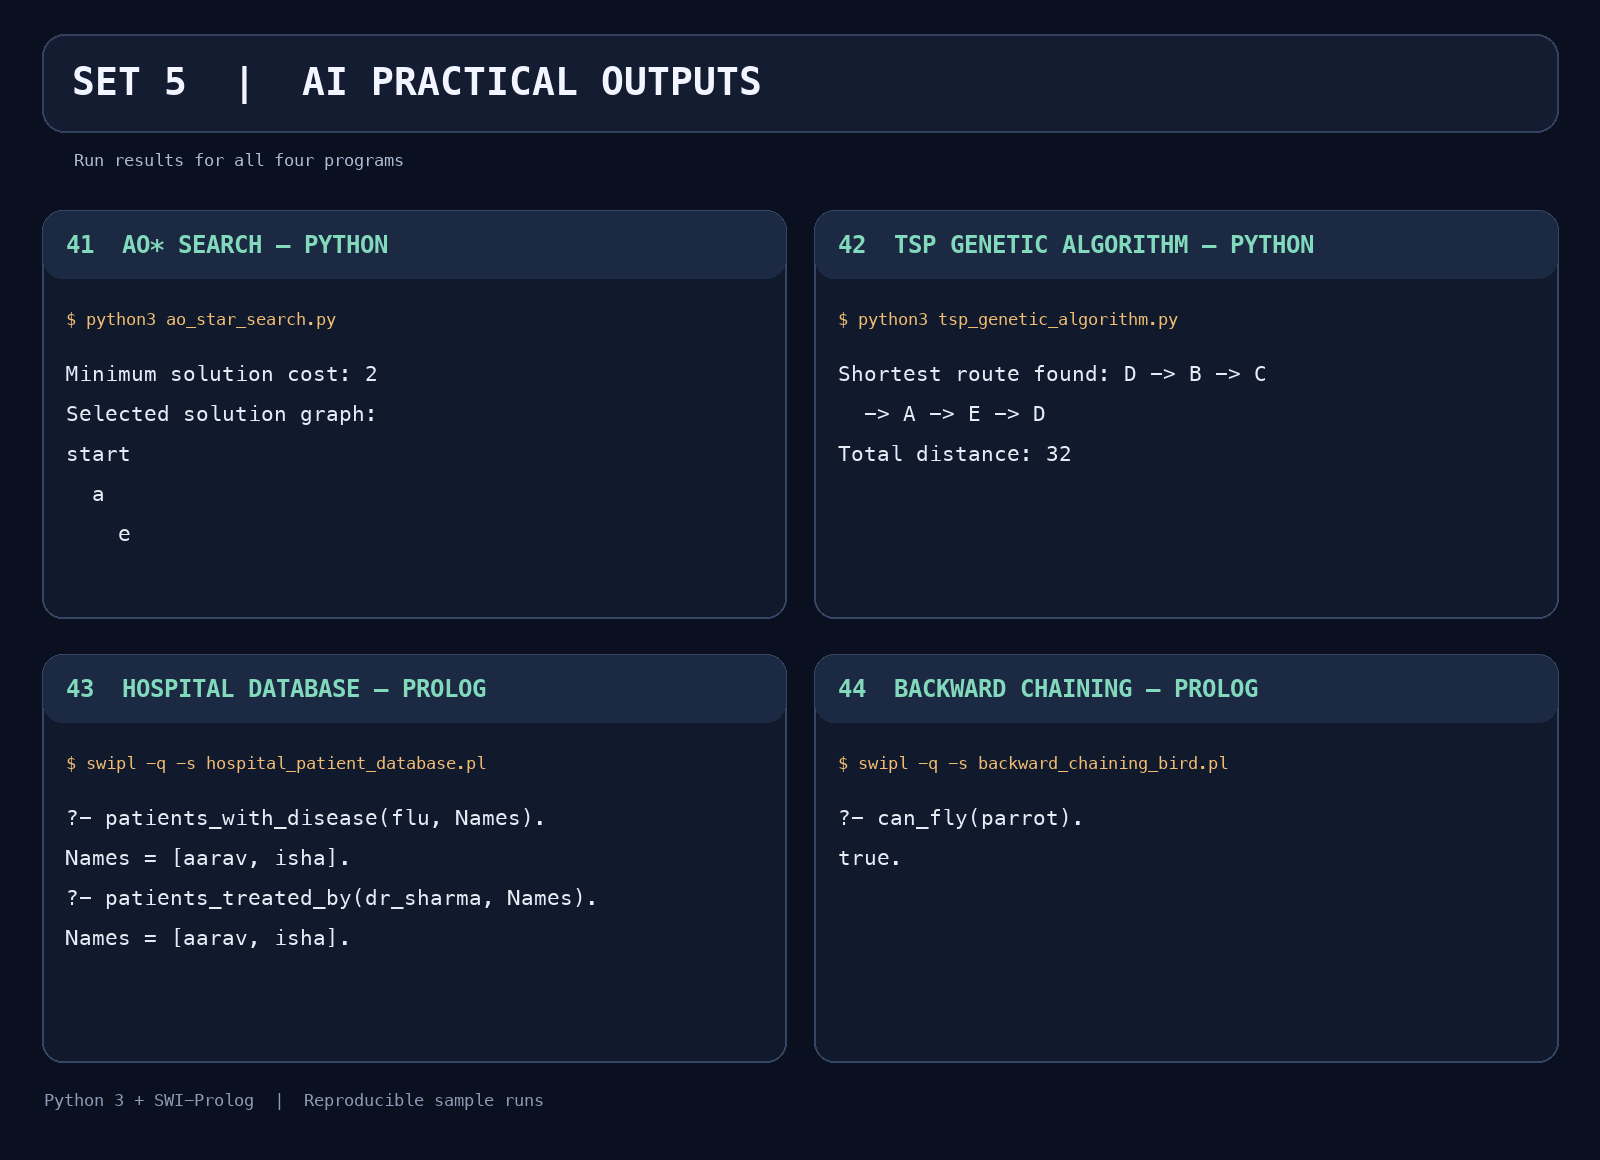 SET 5  |  AI PRACTICAL OUTPUTS
Run results for all four programs
41  AO* SEARCH — PYTHON
$ python3 ao_star_search.py
Minimum solution cost: 2
Selected solution graph:
start
  a
    e
42  TSP GENETIC ALGORITHM — PYTHON
$ python3 tsp_genetic_algorithm.py
Shortest route found: D -> B -> C
  -> A -> E -> D
Total distance: 32
43  HOSPITAL DATABASE — PROLOG
$ swipl -q -s hospital_patient_database.pl
?- patients_with_disease(flu, Names).
Names = [aarav, isha].
?- patients_treated_by(dr_sharma, Names).
Names = [aarav, isha].
44  BACKWARD CHAINING — PROLOG
$ swipl -q -s backward_chaining_bird.pl
?- can_fly(parrot).
true.
Python 3 + SWI-Prolog  |  Reproducible sample runs